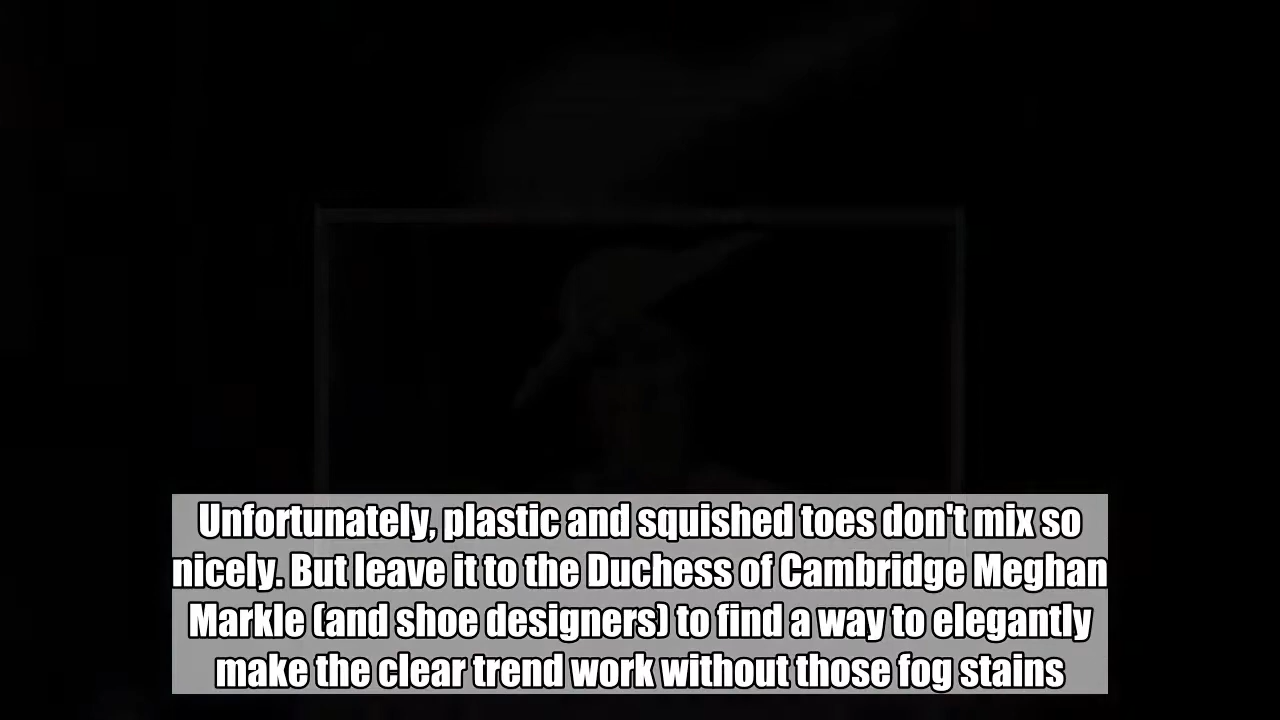 Unfortunately, plastic and squished toes don't mix so
nicely. But leave it to the Duchess of Cambridge Meghan
Markle (and shoe designers) to find a way to elegantly
make the clear trend work without those fog stains